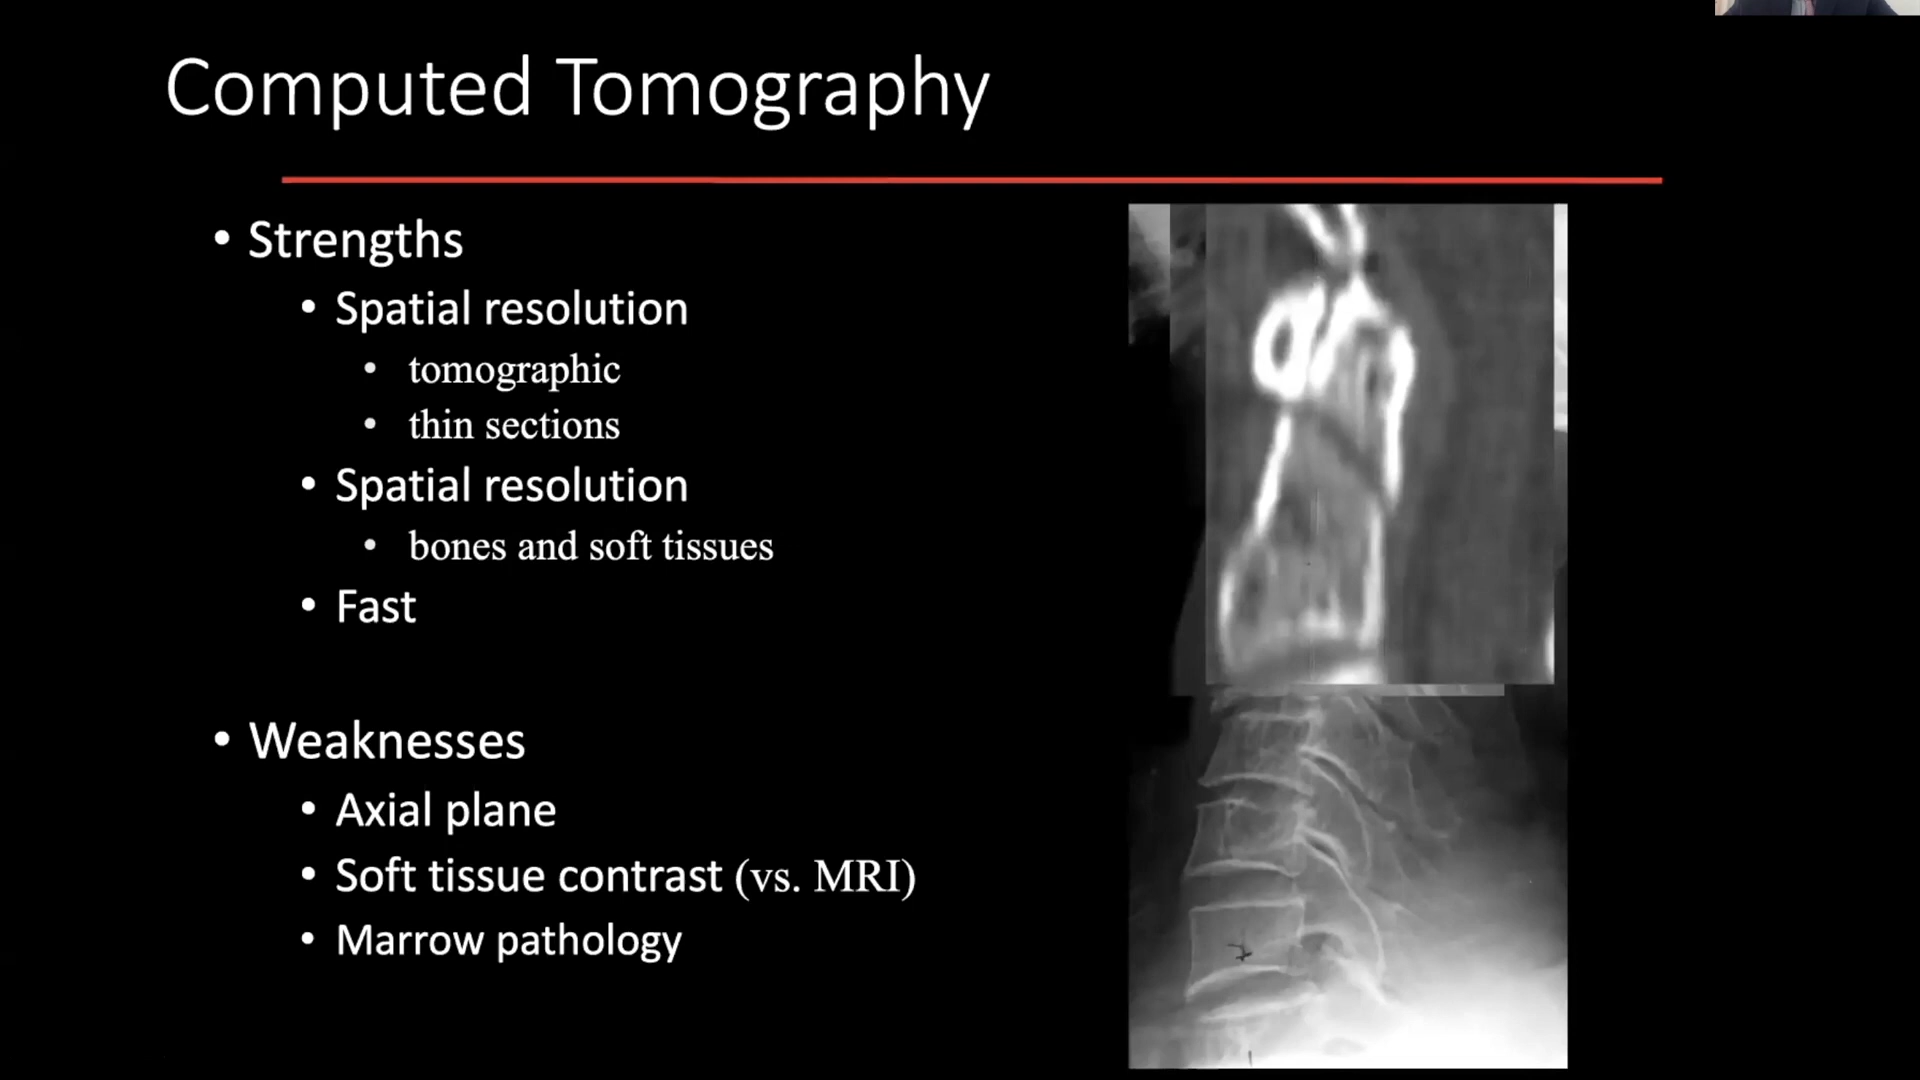 Computed Tomography
• Strengths
• Spatial resolution
• tomographic
• thin sections
• Spatial resolution
• bones and soft tissues
• Fast
• Weaknesses
• Axial plane
• Soft tissue contrast (vs. MRI)
• Marrow pathology